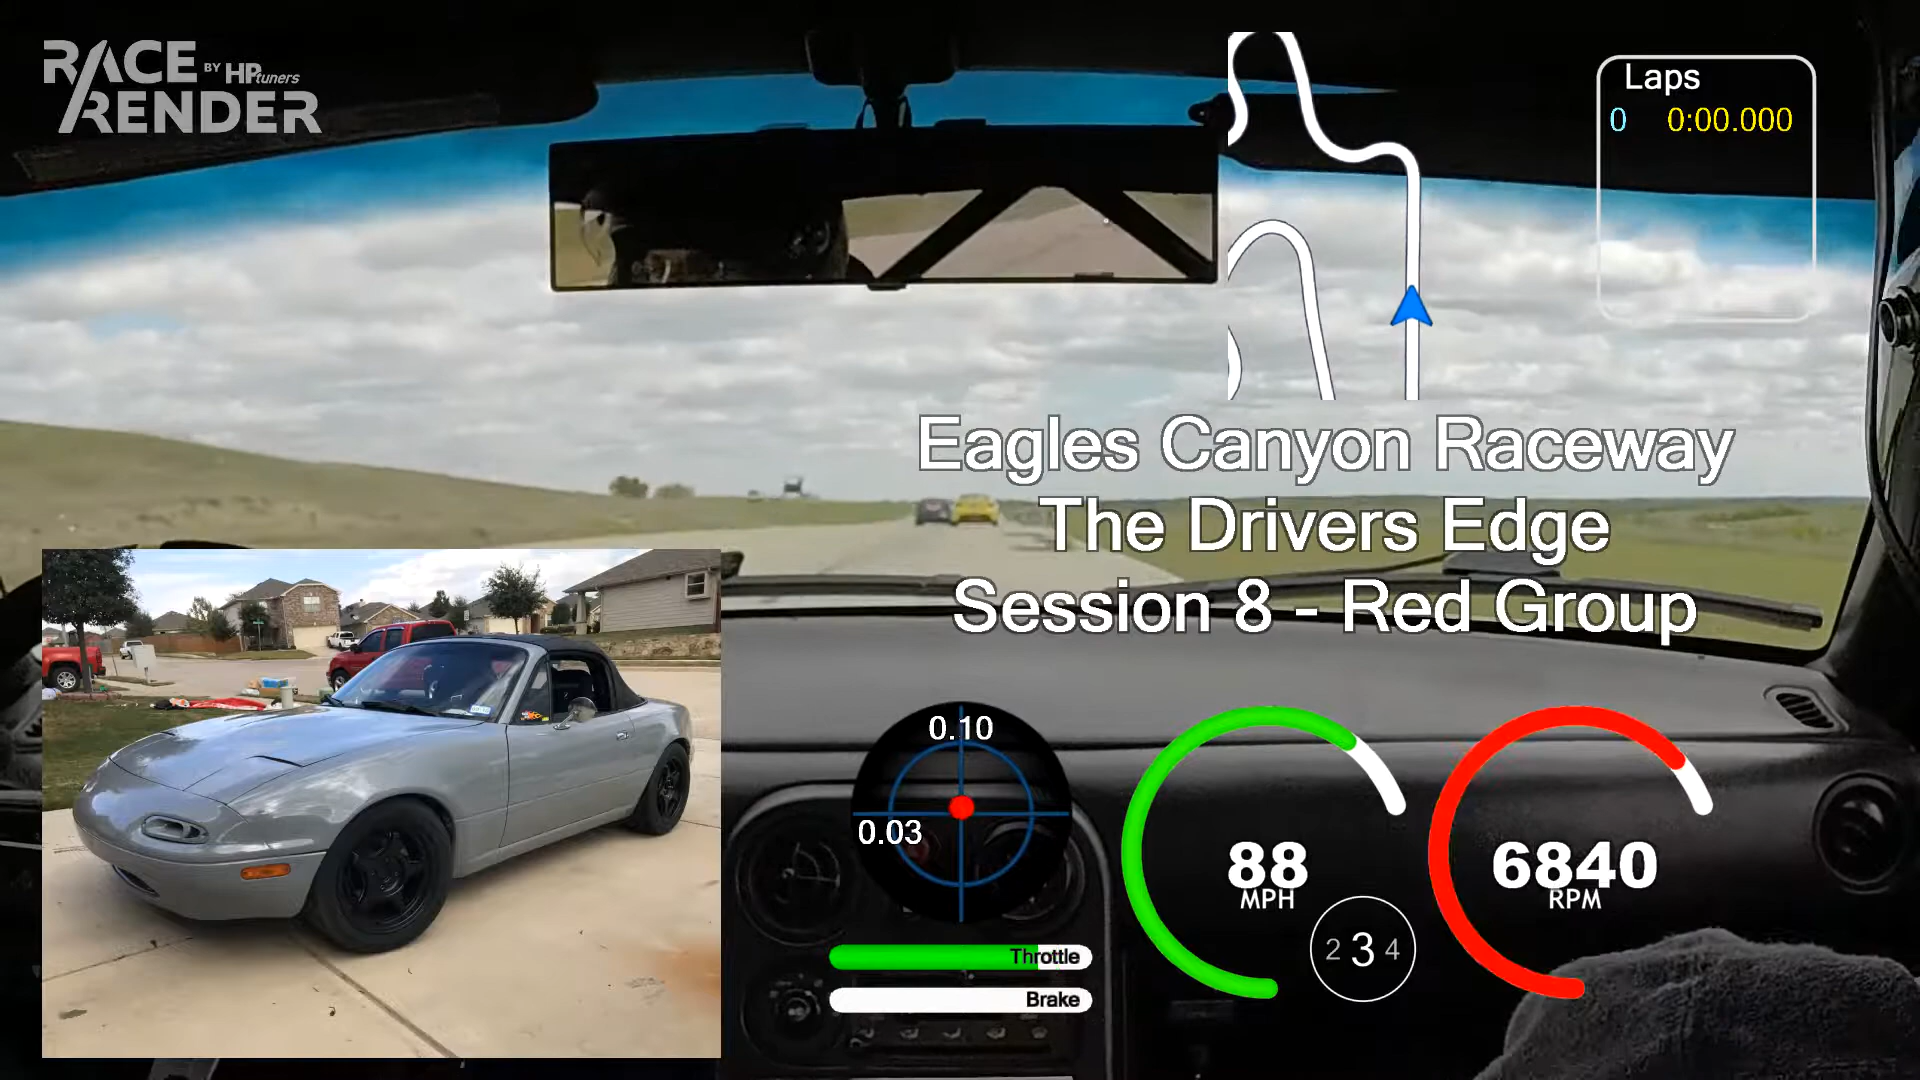 RACE BY HPtuners
RENDER
Laps
0 0:00.000
Eagles Canyon Raceway
The Drivers Edge
Session 8 - Red Group
0.10
0.03
88
MPH
6840
RPM
2 3 4
Throttle
Brake